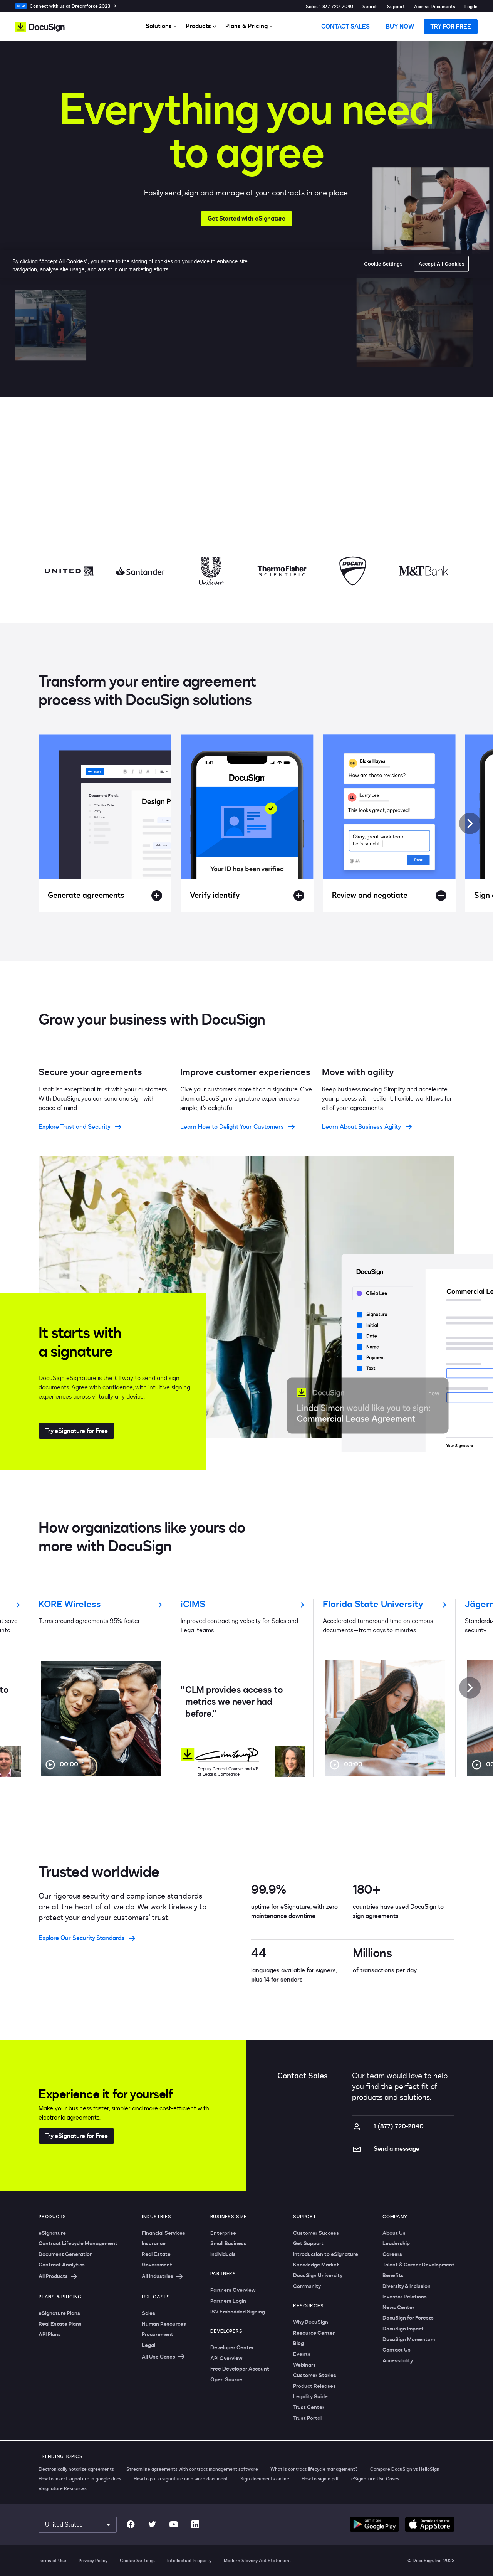 NEW Connect with us at Dreamforce 2023
Sales 1-877-720-2040 Search Support Access Documents Log In
DocuSign
Solutions Products Plans & Pricing
CONTACT SALES BUY NOW TRY FOR FREE
Everything you need
to agree
Easily send, sign and manage all your contracts in one place.
Get Started with eSignature
By clicking “Accept All Cookies”, you agree to the storing of cookies on your device to enhance site
navigation, analyse site usage, and assist in our marketing efforts.
Cookie Settings
Accept All Cookies
UNITED
Santander
Unilever
ThermoFisher
SCIENTIFIC
DUCATI
M&T Bank
Transform your entire agreement
process with DocuSign solutions
Document Fields
Effective Date
Party
Address
Design P
9:41
DocuSign
Your ID has been verified
Blake Hayes
How are these revisions?
Larry Lee
This looks great, approved!
Okay, great work team.
Let's send it.
Post
Generate agreements
Verify identify
Review and negotiate
Sign
Grow your business with DocuSign
Secure your agreements
Establish exceptional trust with your customers.
With DocuSign, you can send and sign with
peace of mind.
Explore Trust and Security
Improve customer experiences
Give your customers more than a signature. Give
them a DocuSign e-signature experience so
simple, it's delightful.
Learn How to Delight Your Customers
Move with agility
Keep business moving. Simplify and accelerate
your process with resilient, flexible workflows for
all of your agreements.
Learn About Business Agility
DocuSign
Olivia Lee
Signature
Initial
Date
Name
Payment
Text
Commercial Le
DocuSign now
Linda Simon would like you to sign:
Commercial Lease Agreement
Your Signature
It starts with
a signature
DocuSign eSignature is the #1 way to send and sign
documents. Agree with confidence, with intuitive signing
experiences across virtually any device.
Try eSignature for Free
How organizations like yours do
more with DocuSign
at save
into
to
KORE Wireless
Turns around agreements 95% faster
00:00
iCIMS
Improved contracting velocity for Sales and
Legal teams
"CLM provides access to
metrics we never had
before."
Deputy General Counsel and VP
of Legal & Compliance
Florida State University
Accelerated turnaround time on campus
documents—from days to minutes
00:00
Jägerm
Standardi
security
00
Trusted worldwide
Our rigorous security and compliance standards
are at the heart of all we do. We work tirelessly to
protect your and your customers' trust.
Explore Our Security Standards
99.9%
uptime for eSignature, with zero
maintenance downtime
180+
countries have used DocuSign to
sign agreements
44
languages available for signers,
plus 14 for senders
Millions
of transactions per day
Experience it for yourself
Make your business faster, simpler and more cost-efficient with
electronic agreements.
Try eSignature for Free
Contact Sales
Our team would love to help
you find the perfect fit of
products and solutions.
1 (877) 720-2040
Send a message
PRODUCTS
eSignature
Contract Lifecycle Management
Document Generation
Contract Analytics
All Products
PLANS & PRICING
eSignature Plans
Real Estate Plans
API Plans
INDUSTRIES
Financial Services
Insurance
Real Estate
Government
All Industries
USE CASES
Sales
Human Resources
Procurement
Legal
All Use Cases
BUSINESS SIZE
Enterprise
Small Business
Individuals
PARTNERS
Partners Overview
Partners Login
ISV Embedded Signing
DEVELOPERS
Developer Center
API Overview
Free Developer Account
Open Source
SUPPORT
Customer Success
Get Support
Introduction to eSignature
Knowledge Market
DocuSign University
Community
RESOURCES
Why DocuSign
Resource Center
Blog
Events
Webinars
Customer Stories
Product Releases
Legality Guide
Trust Center
Trust Portal
COMPANY
About Us
Leadership
Careers
Talent & Career Development
Benefits
Diversity & Inclusion
Investor Relations
News Center
DocuSign for Forests
DocuSign Impact
DocuSign Momentum
Contact Us
Accessibility
TRENDING TOPICS
Electronically notarize agreements Streamline agreements with contract management software What is contract lifecycle management? Compare DocuSign vs HelloSign
How to insert signature in google docs How to put a signature on a word document Sign documents online How to sign a pdf eSignature Use Cases
eSignature Resources
United States
GET IT ON
Google Play
Download on the
App Store
Terms of Use Privacy Policy Cookie Settings Intellectual Property Modern Slavery Act Statement
© DocuSign, Inc. 2023